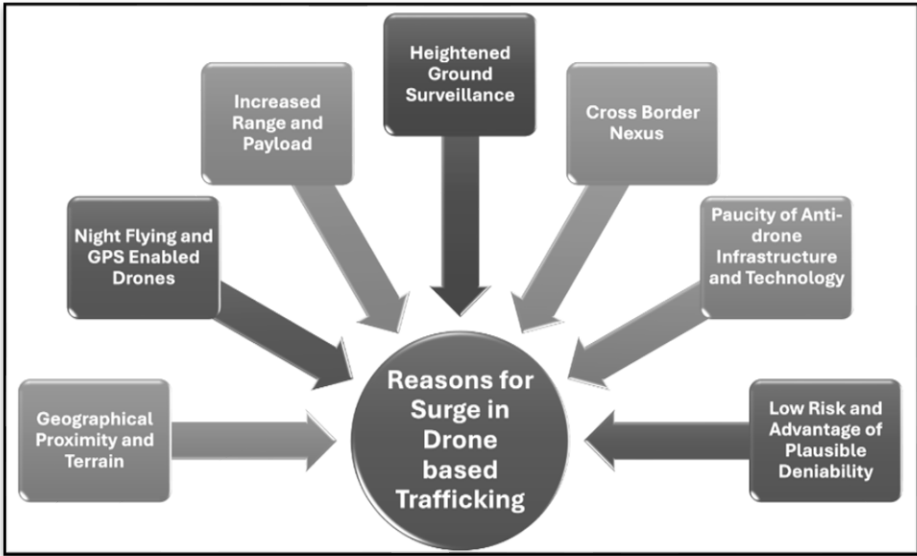 Heightened
Ground
Surveillance
Increased
Range and
Payload
Cross Border
Nexus
Night Flying and
GPS Enabled
Drones
Paucity of Anti-
drone
Infrastructure
and Technology
Geographical
Proximity and
Terrain
Reasons for
Surge in
Drone
based
Trafficking
Low Risk and
Advantage of
Plausible
Deniability